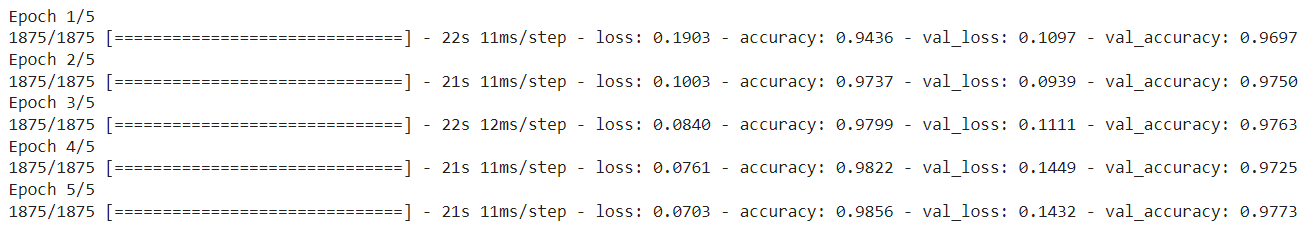 Epoch 1/5
1875/1875 [==============================] - 22s 11ms/step - loss: 0.1903 - accuracy: 0.9436 - val_loss: 0.1097 - val_accuracy: 0.9697
Epoch 2/5
1875/1875 [==============================] - 21s 11ms/step - loss: 0.1003 - accuracy: 0.9737 - val_loss: 0.0939 - val_accuracy: 0.9750
Epoch 3/5
1875/1875 [==============================] - 22s 12ms/step - loss: 0.0840 - accuracy: 0.9799 - val_loss: 0.1111 - val_accuracy: 0.9763
Epoch 4/5
1875/1875 [==============================] - 21s 11ms/step - loss: 0.0761 - accuracy: 0.9822 - val_loss: 0.1449 - val_accuracy: 0.9725
Epoch 5/5
1875/1875 [==============================] - 21s 11ms/step - loss: 0.0703 - accuracy: 0.9856 - val_loss: 0.1432 - val_accuracy: 0.9773